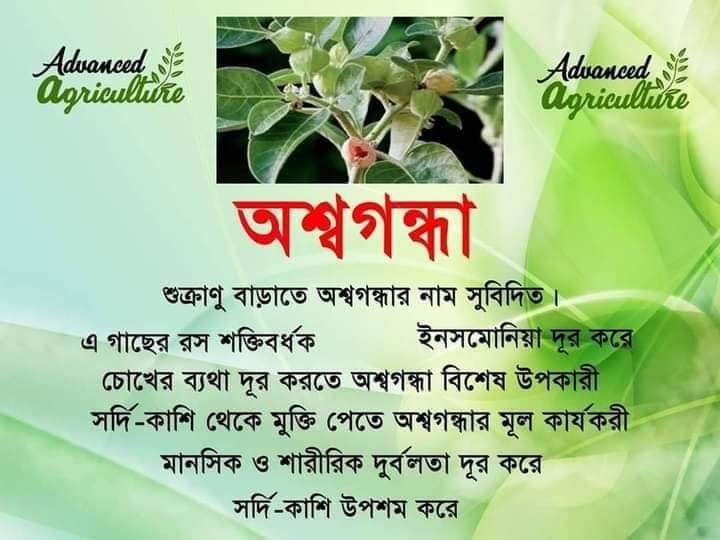 Advanced
agriculture
Advanced
agriculture
অশ্বগন্ধা
শুক্রাণু বাড়াতে অশ্বগন্ধার নাম সুবিদিত।
এ গাছের রস শক্তিবর্ধক ইনসমোনিয়া দূর করে
চোখের ব্যথা দূর করতে অশ্বগন্ধা বিশেষ উপকারী
সর্দি-কাশি থেকে মুক্তি পেতে অশ্বগন্ধার মূল কার্যকরী
মানসিক ও শারীরিক দুর্বলতা দূর করে
সর্দি-কাশি উপশম করে